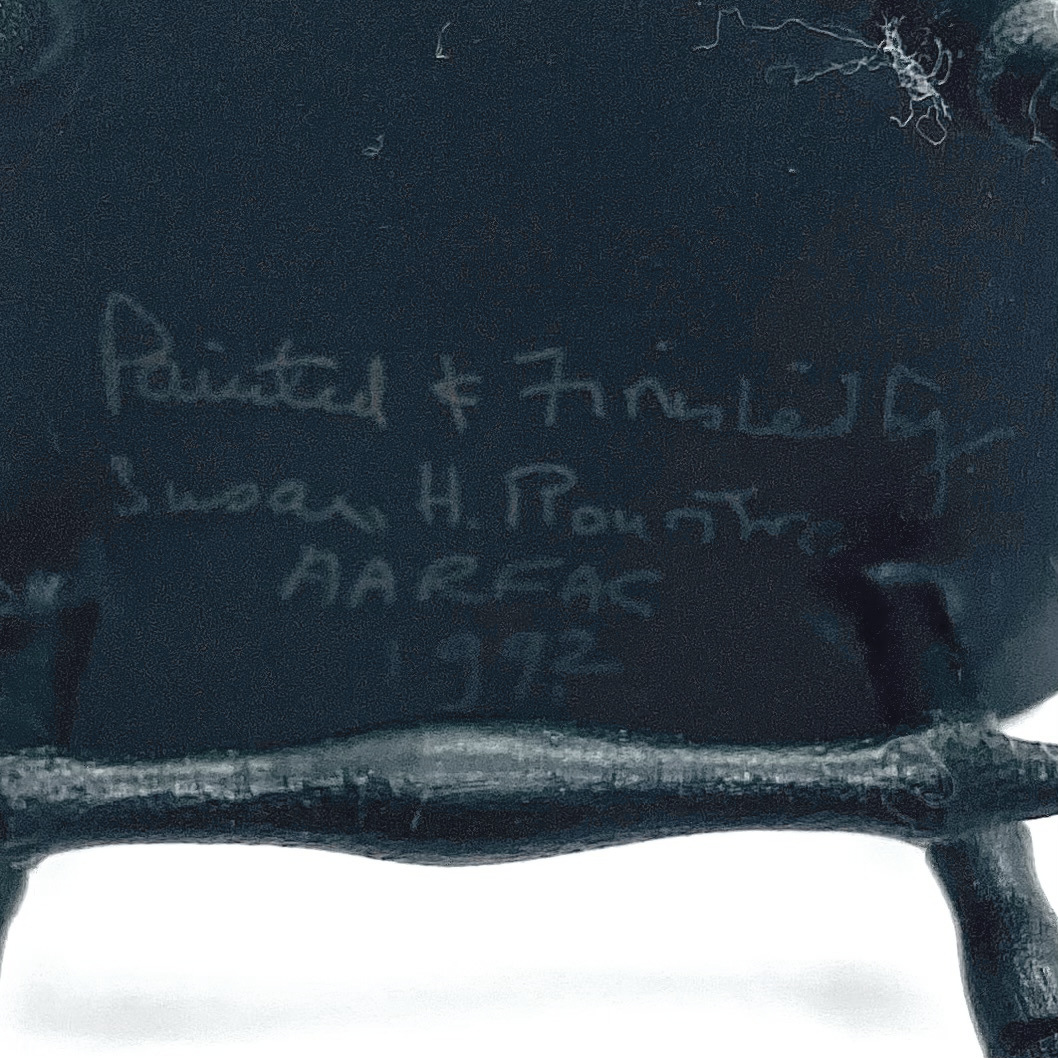 Painted & Finished by
Susan H. Rountree
AARFAC
1992